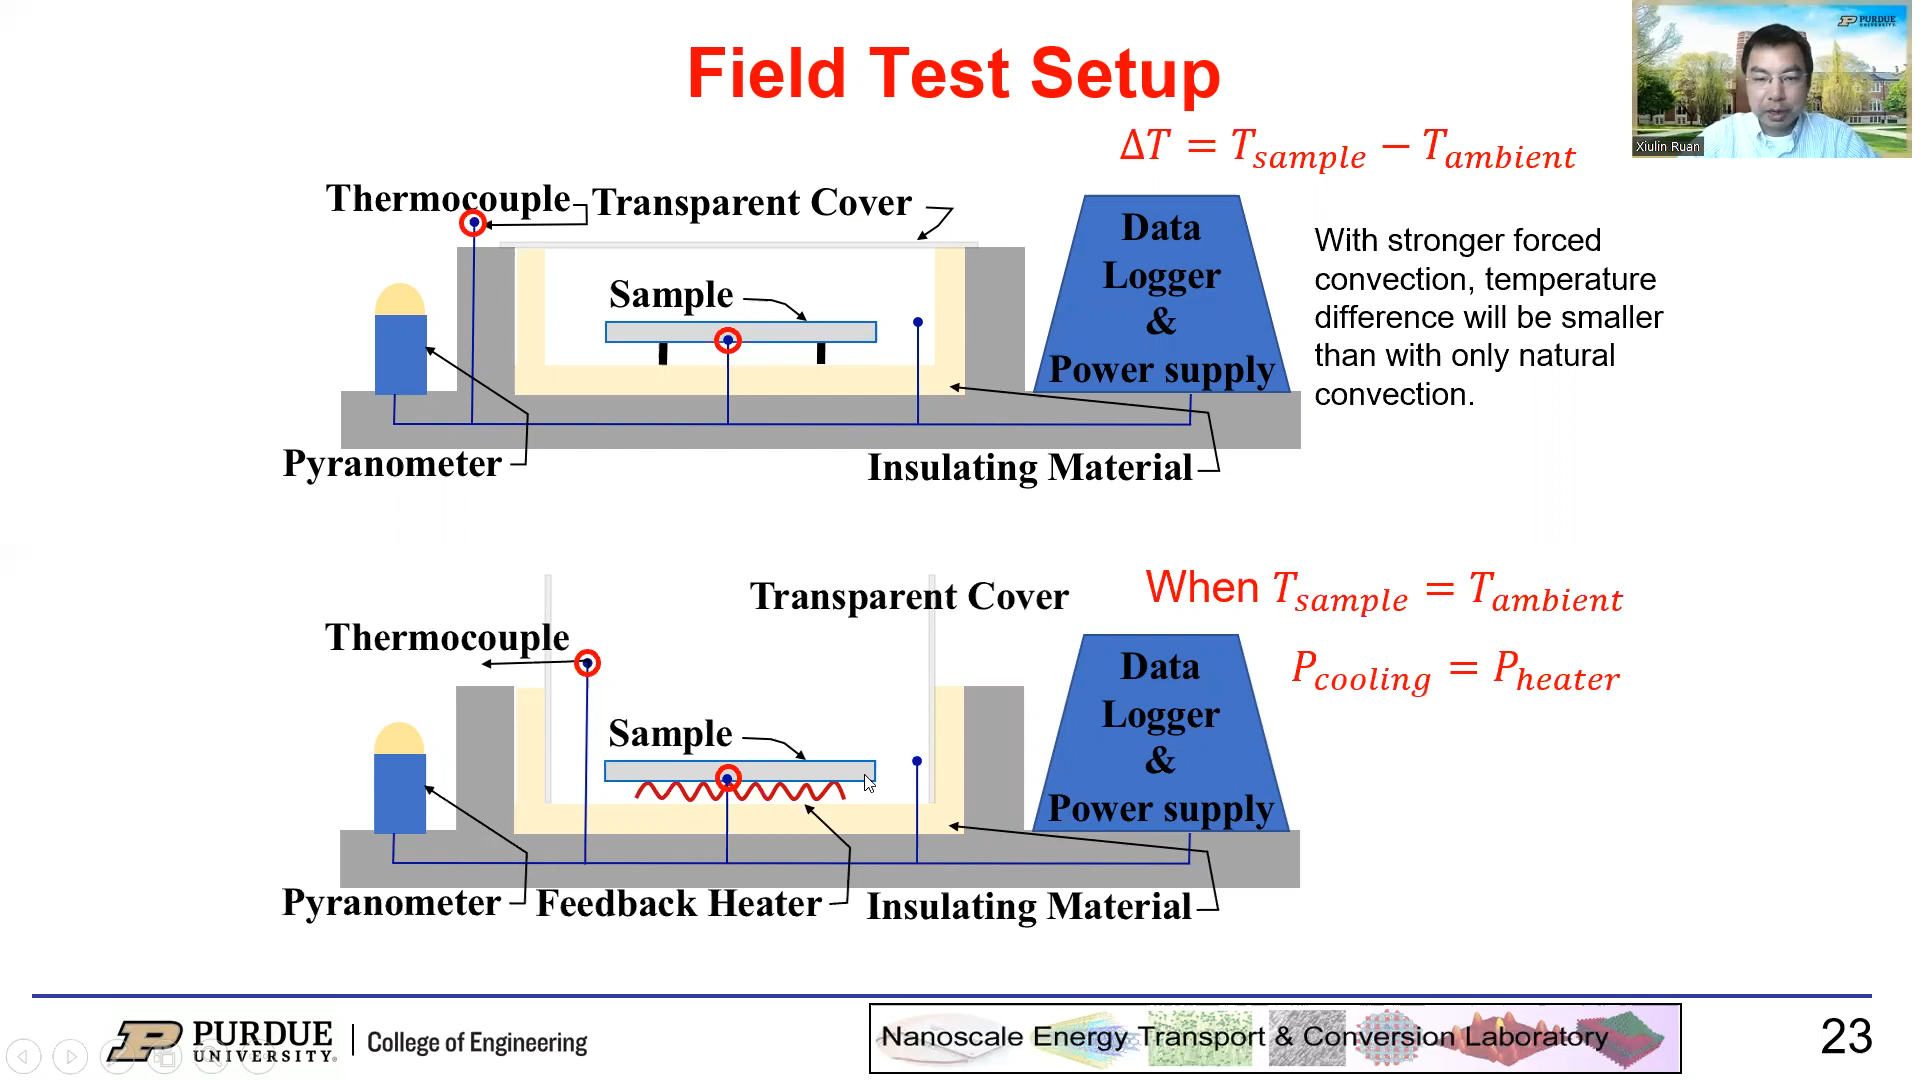 Field Test Setup
PURDUE
UNIVERSITY
Xiulin Ruan
ΔT = T_sample − T_ambient
Thermocouple
Transparent Cover
Sample
Data
Logger
&
Power supply
With stronger forced
convection, temperature
difference will be smaller
than with only natural
convection.
Pyranometer
Insulating Material
Transparent Cover
When T_sample = T_ambient
Thermocouple
P_cooling = P_heater
Sample
Data
Logger
&
Power supply
Pyranometer
Feedback Heater
Insulating Material
PURDUE
UNIVERSITY
College of Engineering
Nanoscale Energy Transport & Conversion Laboratory
23